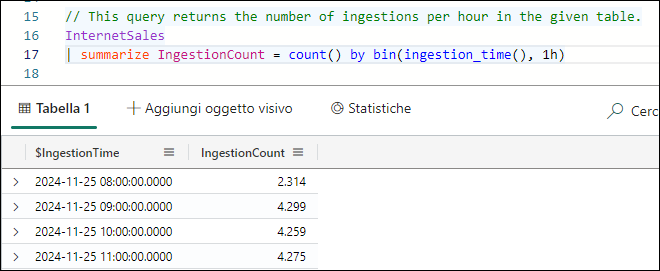 15 // This query returns the number of ingestions per hour in the given table.
16 InternetSales
17 | summarize IngestionCount = count() by bin(ingestion_time(), 1h)
18
Tabella 1 Aggiungi oggetto visivo Statistiche Cerc
$IngestionTime IngestionCount
2024-11-25 08:00:00.0000 2.314
2024-11-25 09:00:00.0000 4.299
2024-11-25 10:00:00.0000 4.259
2024-11-25 11:00:00.0000 4.275